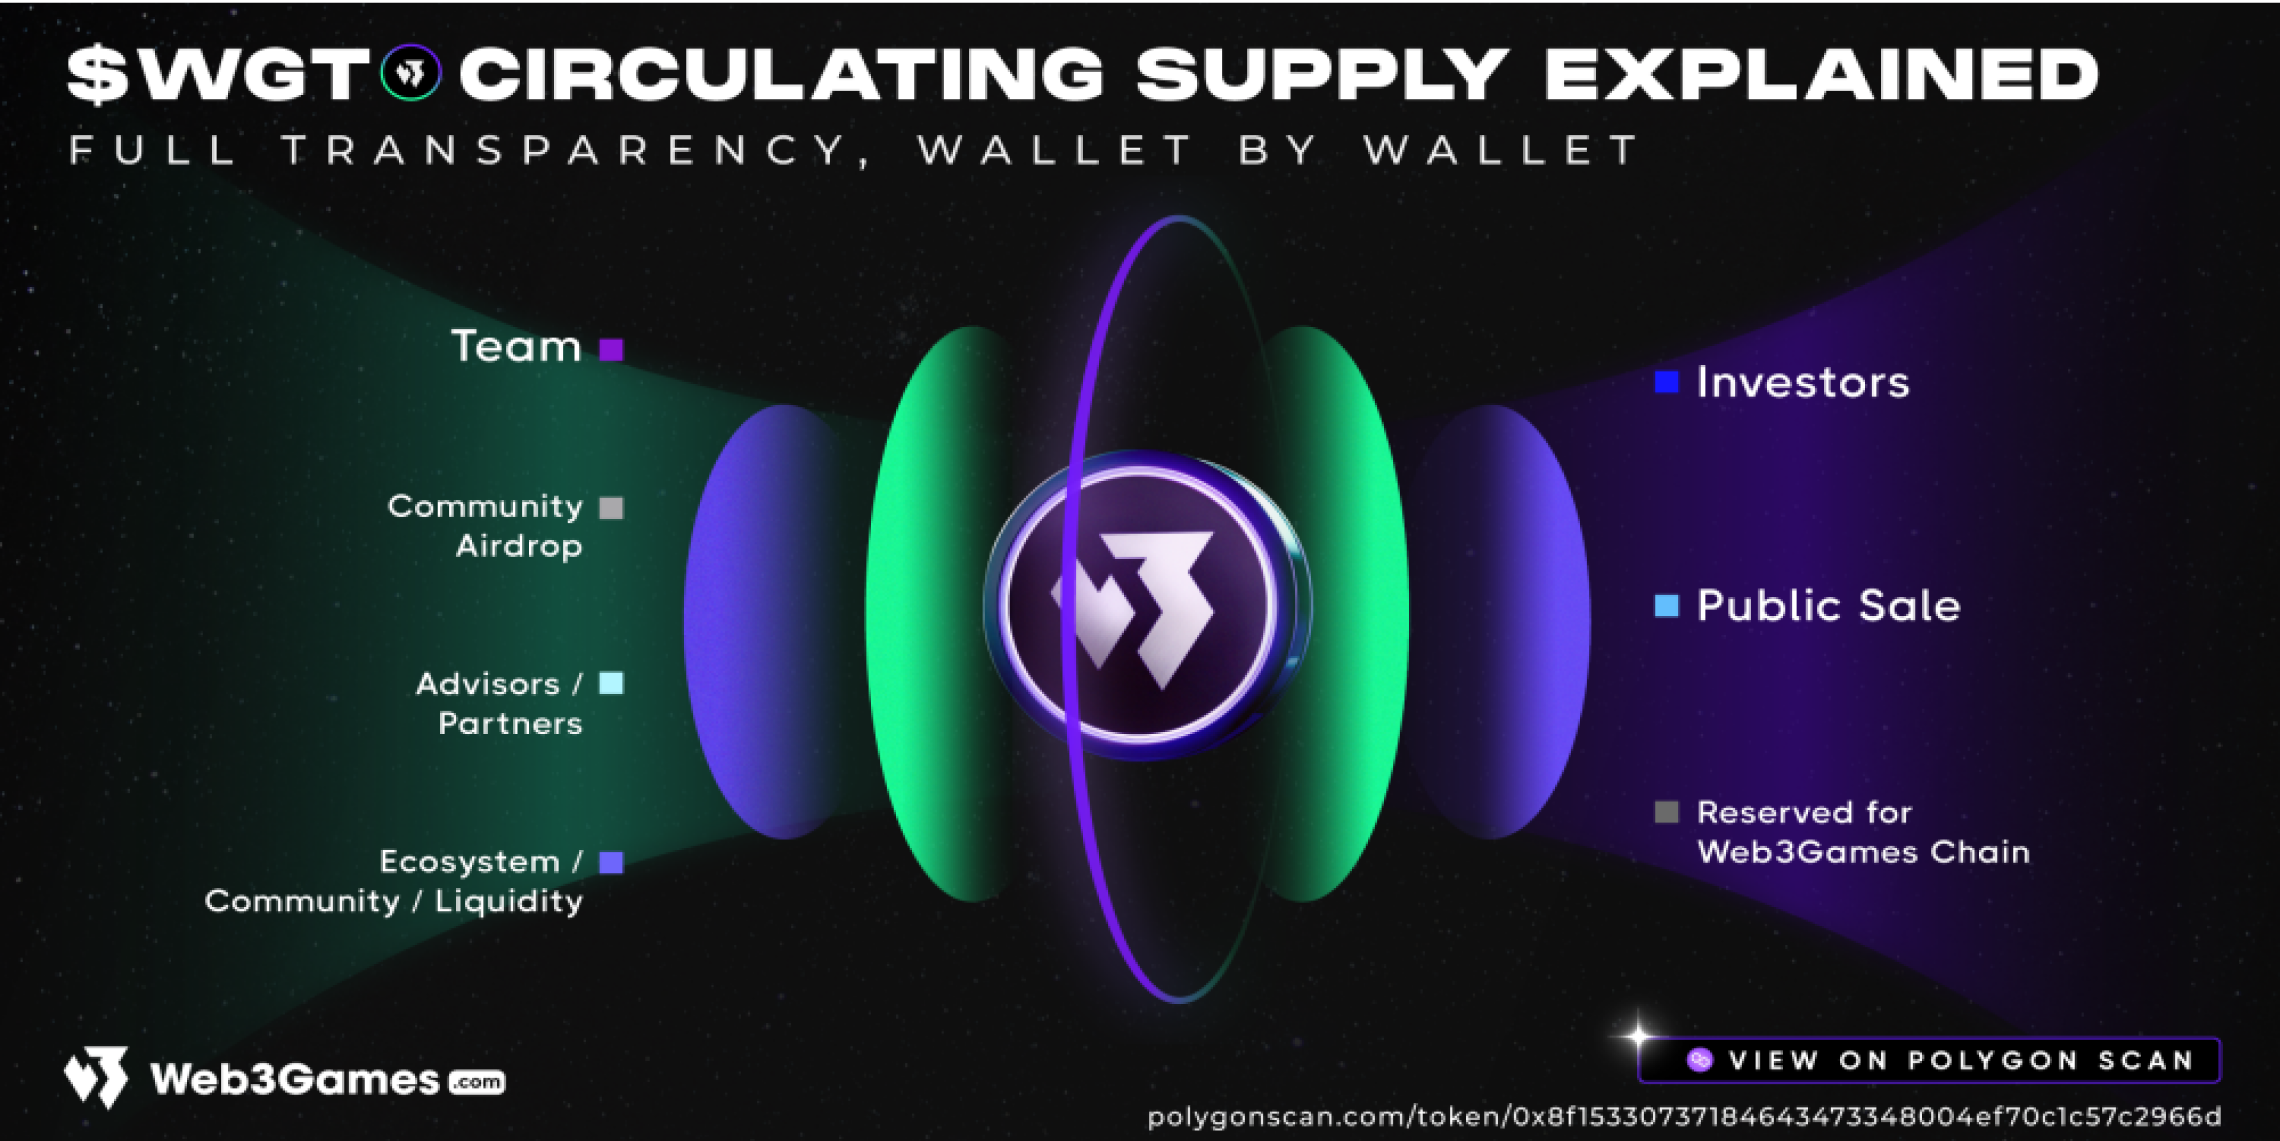 $WGT CIRCULATING SUPPLY EXPLAINED
FULL TRANSPARENCY, WALLET BY WALLET
Team
Community
Airdrop
Advisors /
Partners
Ecosystem /
Community / Liquidity
Investors
Public Sale
Reserved for
Web3Games Chain
Web3Games .com
VIEW ON POLYGON SCAN
polygonscan.com/token/0x8f15330737184643473348004ef70c1c57c2966d